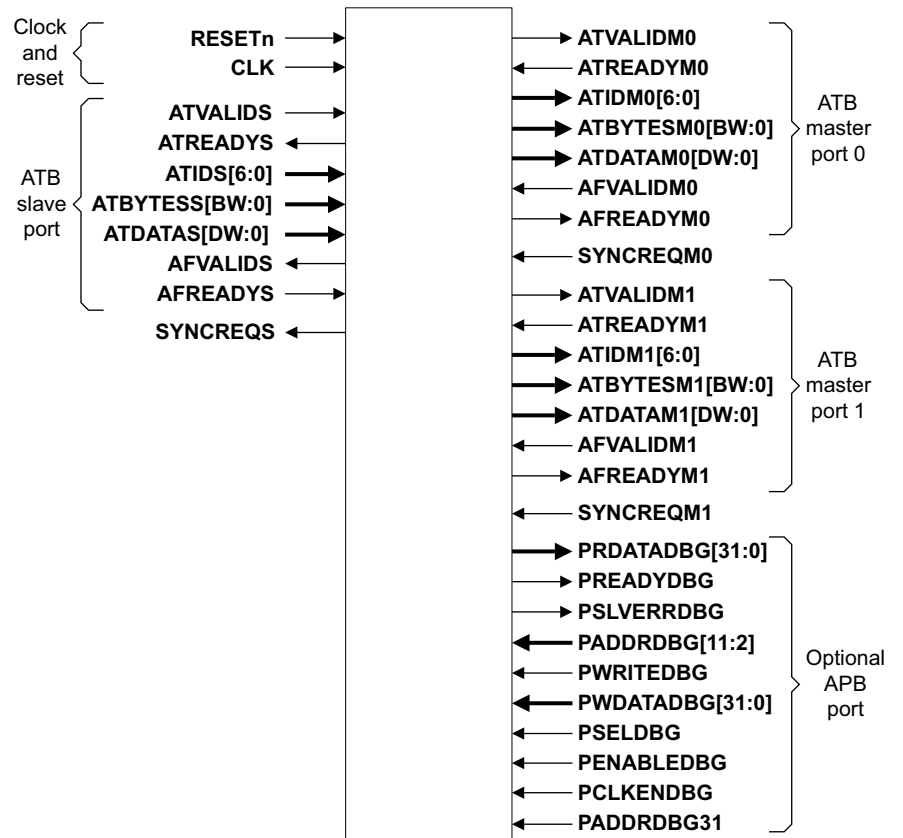 Clock
and
reset
RESETn
CLK
ATB
slave
port
ATVALIDS
ATREADYS
ATIDS[6:0]
ATBYTESS[BW:0]
ATDATAS[DW:0]
AFVALIDS
AFREADYS
SYNCREQS
ATVALIDM0
ATREADYM0
ATIDM0[6:0]
ATBYTESM0[BW:0]
ATDATAM0[DW:0]
AFVALIDM0
AFREADYM0
ATB
master
port 0
SYNCREQM0
ATVALIDM1
ATREADYM1
ATIDM1[6:0]
ATBYTESM1[BW:0]
ATDATAM1[DW:0]
AFVALIDM1
AFREADYM1
ATB
master
port 1
SYNCREQM1
PRDATADBG[31:0]
PREADYDBG
PSLVERRDBG
PADDRDBG[11:2]
PWRITEDBG
PWDATADBG[31:0]
PSELDBG
PENABLEDBG
PCLKENDBG
PADDRDBG31
Optional
APB
port